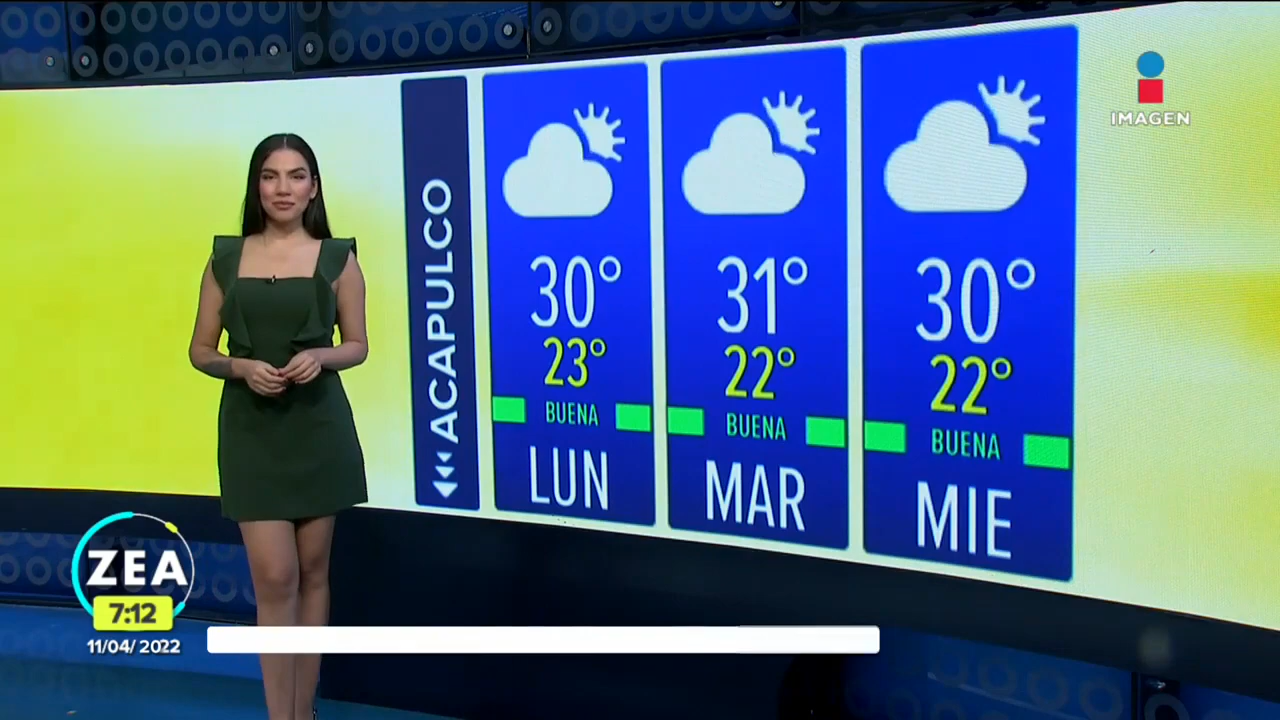 IMAGEN
ACAPULCO
30°
23°
BUENA
LUN
31°
22°
BUENA
MAR
30°
22°
BUENA
MIE
ZEA
7:12
11/04/2022